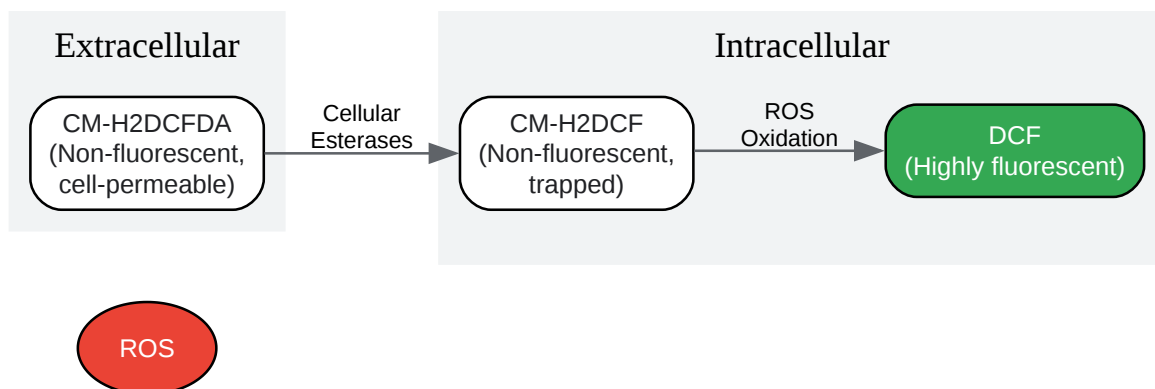 Extracellular
Intracellular
CM-H2DCFDA
(Non-fluorescent,
cell-permeable)
Cellular
Esterases
CM-H2DCF
(Non-fluorescent,
trapped)
ROS
Oxidation
DCF
(Highly fluorescent)
ROS